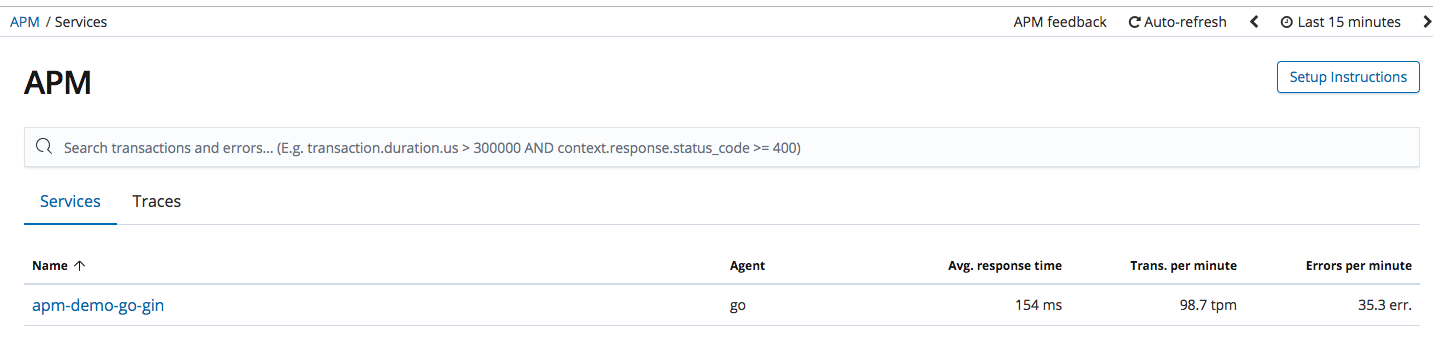 APM / Services APM feedback Auto-refresh Last 15 minutes
APM Setup Instructions
Search transactions and errors... (E.g. transaction.duration.us > 300000 AND context.response.status_code >= 400)
Services Traces
Name Agent Avg. response time Trans. per minute Errors per minute
apm-demo-go-gin go 154 ms 98.7 tpm 35.3 err.